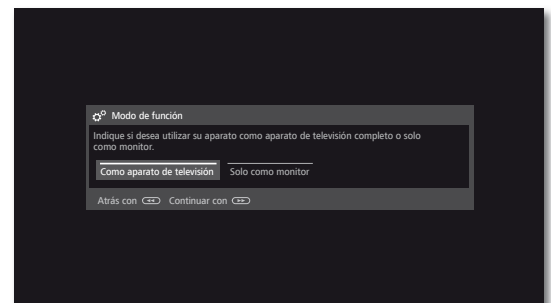 Modo de función
Indique si desea utilizar su aparato como aparato de televisión completo o solo
como monitor.
Como aparato de televisión Solo como monitor
Atrás con Continuar con